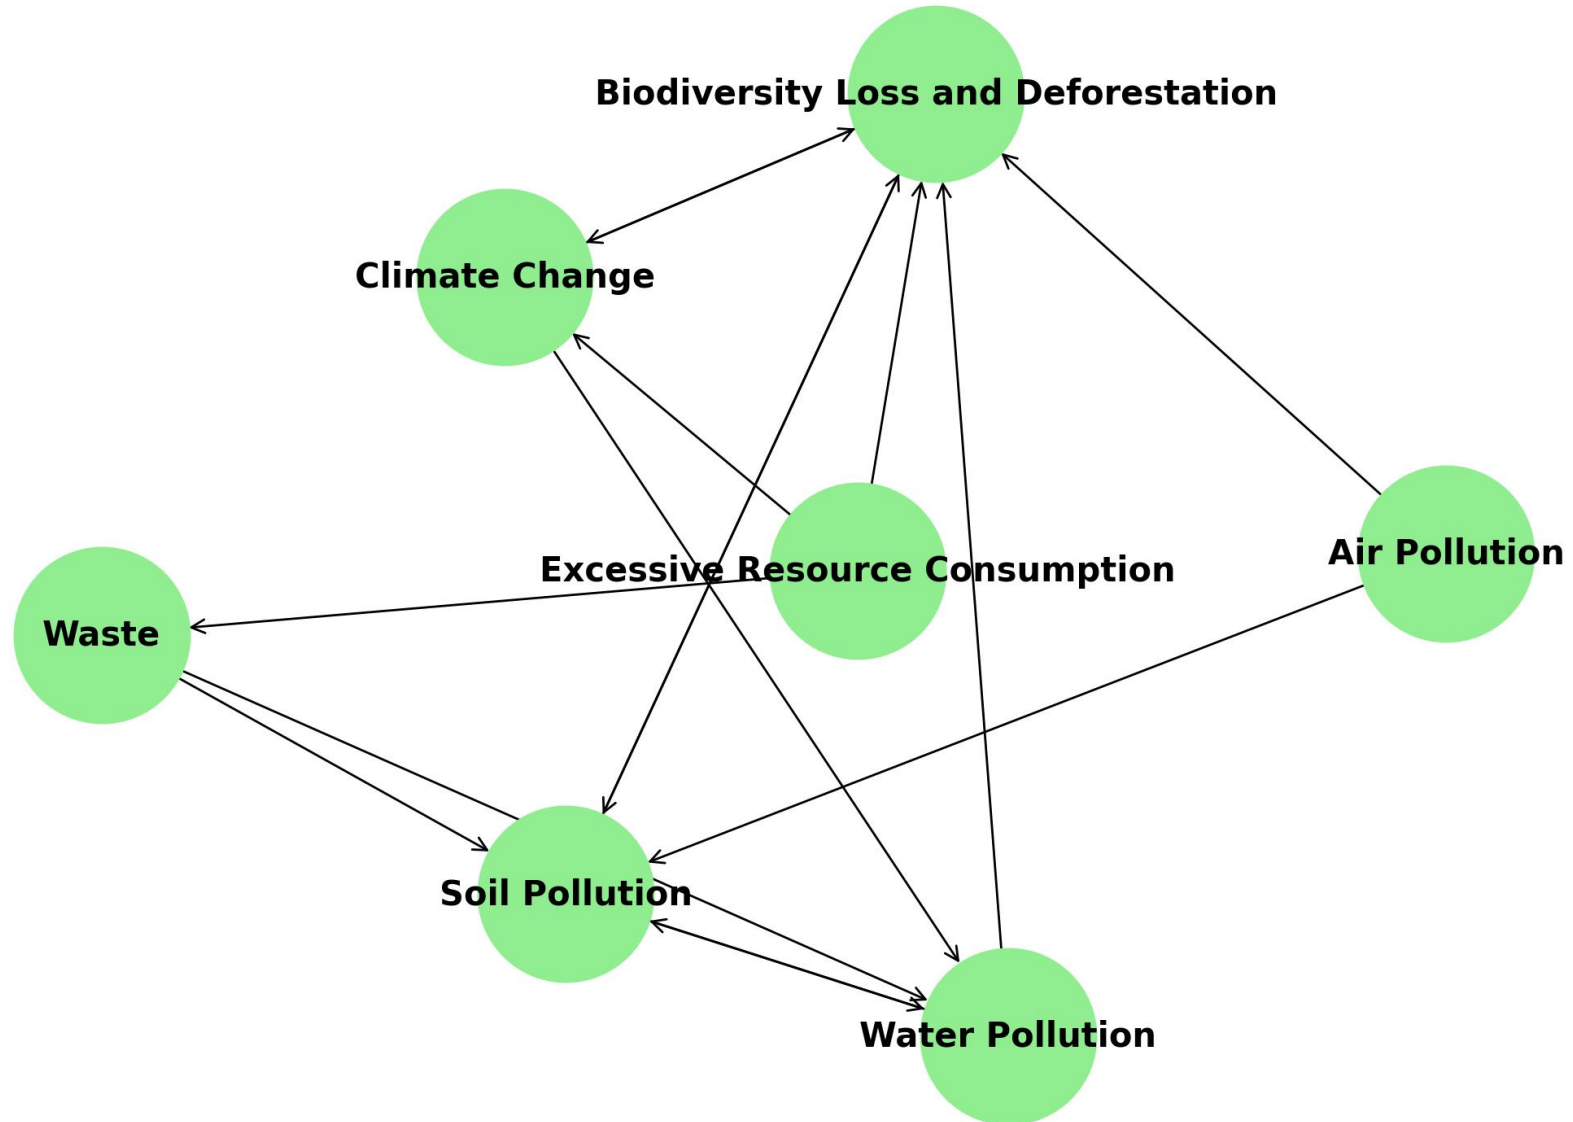 Biodiversity Loss and Deforestation
Climate Change
Excessive Resource Consumption
Air Pollution
Waste
Soil Pollution
Water Pollution